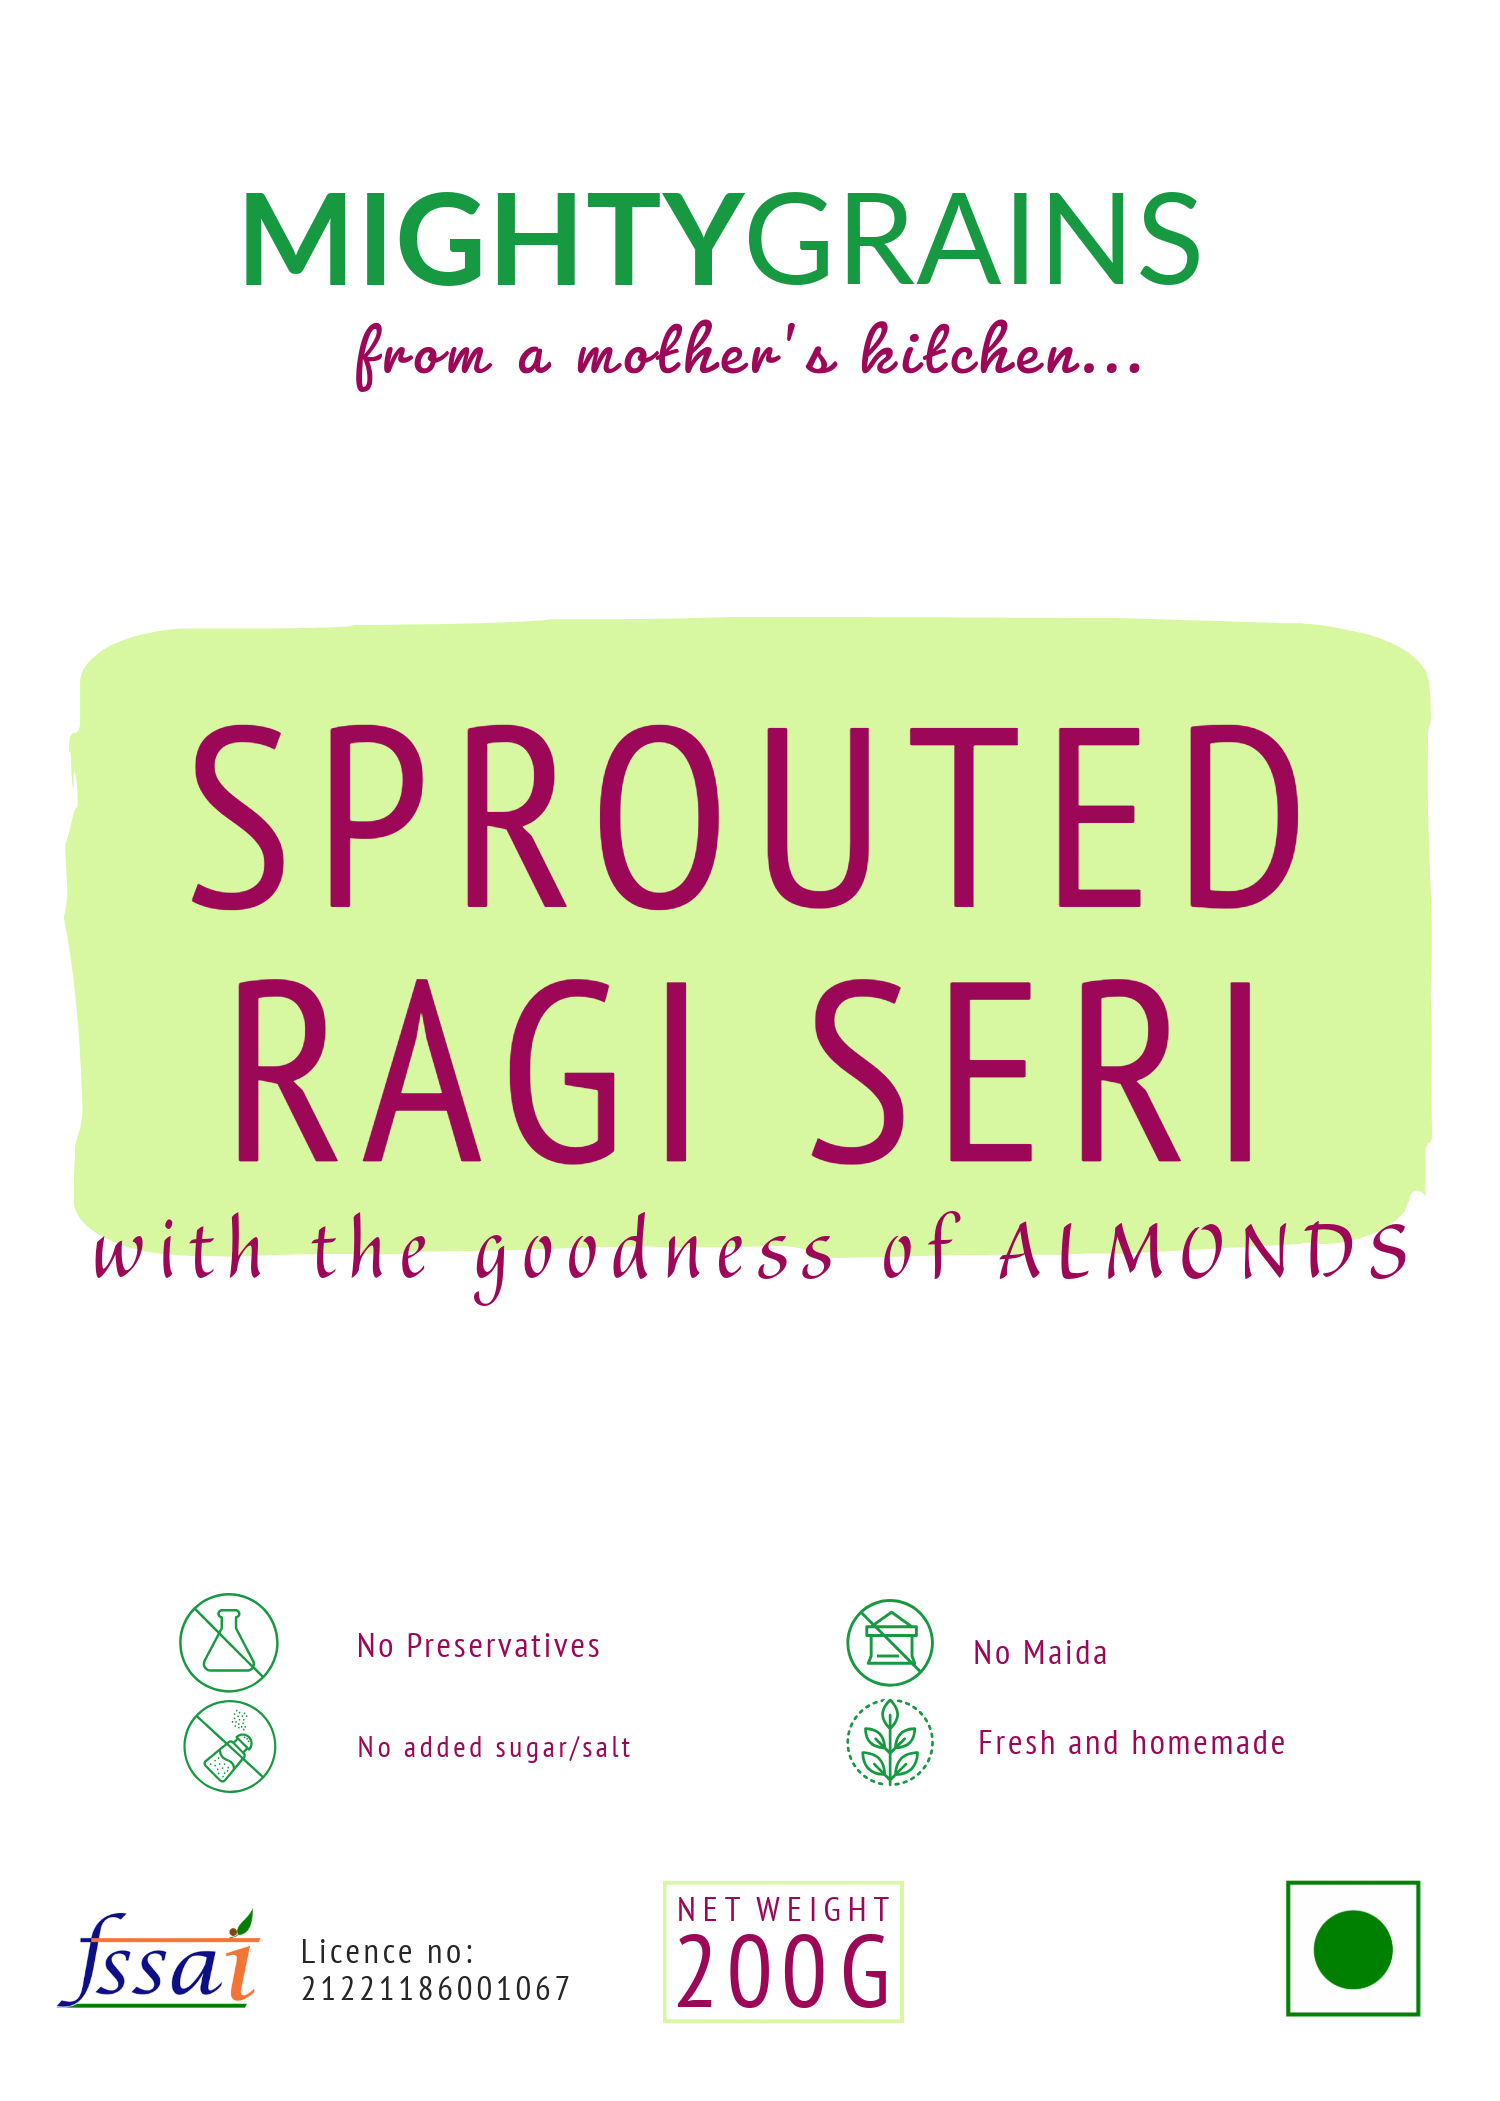 MIGHTYGRAINS
from a mother's kitchen...
SPROUTED
RAGI SERI
with the goodness of ALMONDS
No Preservatives
No Maida
No added sugar/salt
Fresh and homemade
fssai
Licence no:
21221186001067
NET WEIGHT
200G